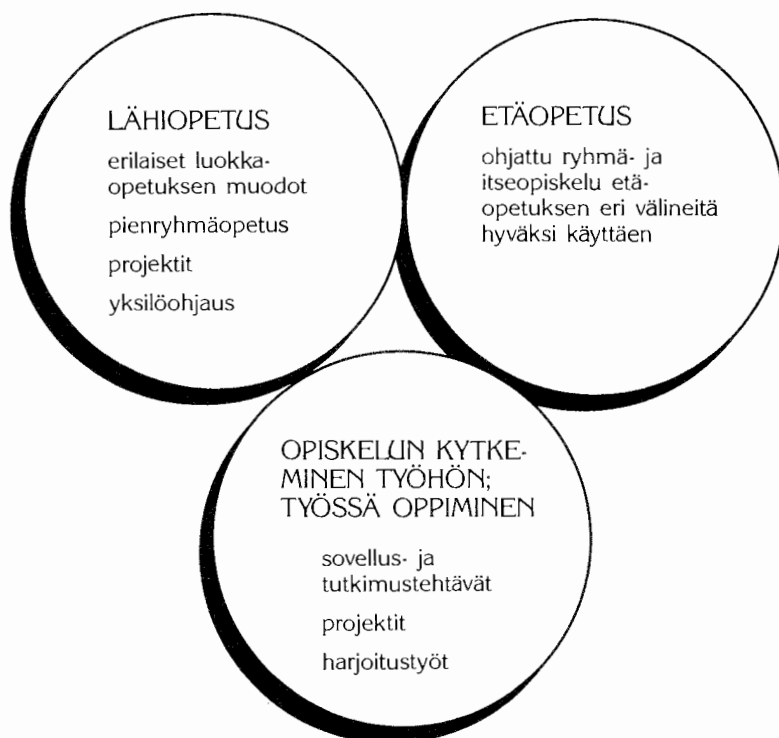 LÄHIOPETUS
erilaiset luokka-
opetuksen muodot
pienryhmäopetus
projektit
yksilöohjaus
ETÄOPETUS
ohjattu ryhmä- ja
itseopiskelu etä-
opetuksen eri välineitä
hyväksi käyttäen
OPISKELUN KYTKE-
MINEN TYÖHÖN;
TYÖSSÄ OPPIMINEN
sovellus- ja
tutkimustehtävät
projektit
harjoitustyöt